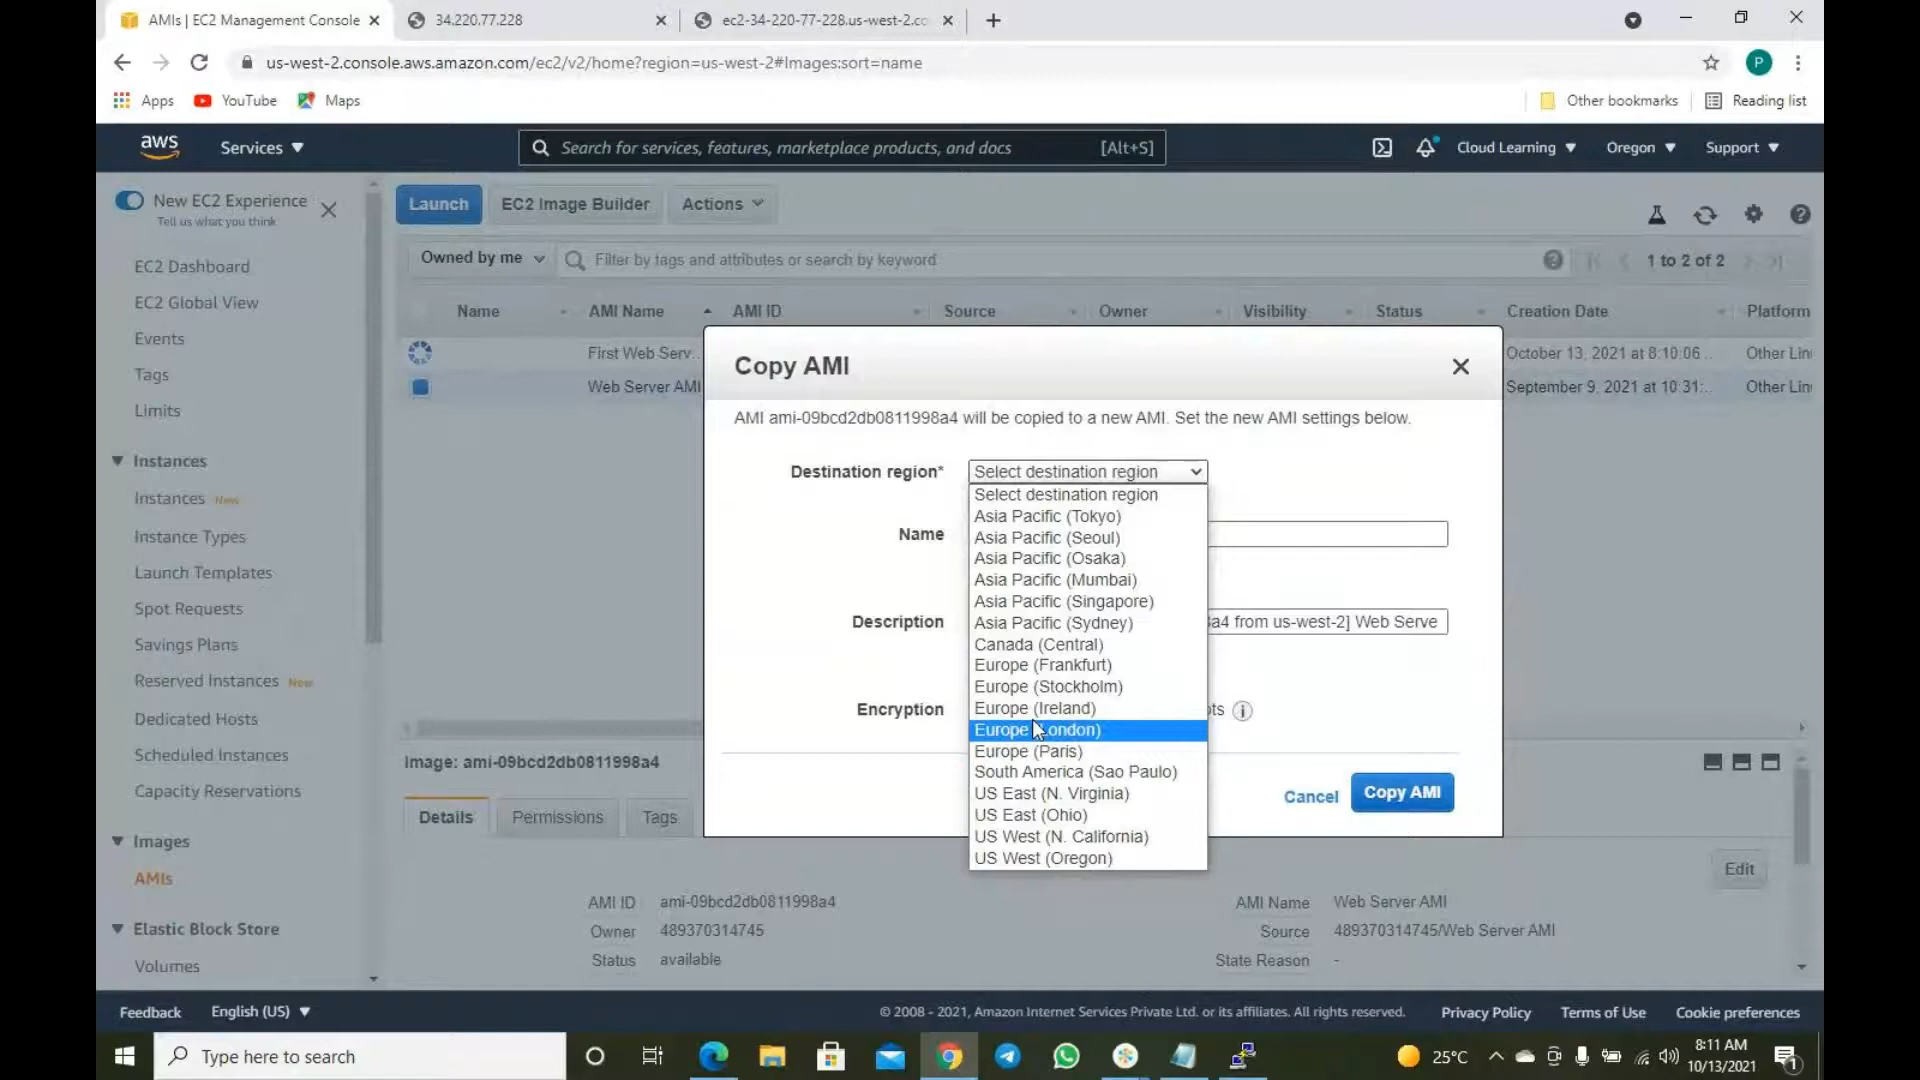 AMIs | EC2 Management Console
34.220.77.228
ec2-34-220-77-228.us-west-2.co
us-west-2.console.aws.amazon.com/ec2/v2/home?region=us-west-2#Images:sort=name
P
Apps
YouTube
Maps
Other bookmarks
Reading list
aws
Services
Search for services, features, marketplace products, and docs
[Alt+S]
Cloud Learning
Oregon
Support
New EC2 Experience
Tell us what you think
Launch
EC2 Image Builder
Actions
Owned by me
Filter by tags and attributes or search by keyword
1 to 2 of 2
Name
AMI Name
AMI ID
Source
Owner
Visibility
Status
Creation Date
Platform
First Web Serv...
October 13, 2021 at 8:10:06 ...
Other Lin
Web Server AMI
September 9, 2021 at 10:31:..
Other Lin
EC2 Dashboard
EC2 Global View
Events
Tags
Limits
Instances
Instances New
Instance Types
Launch Templates
Spot Requests
Savings Plans
Reserved Instances New
Dedicated Hosts
Scheduled Instances
Capacity Reservations
Images
AMIs
Elastic Block Store
Volumes
Copy AMI
AMI ami-09bcd2db0811998a4 will be copied to a new AMI. Set the new AMI settings below.
Destination region*
Select destination region
Select destination region
Asia Pacific (Tokyo)
Asia Pacific (Seoul)
Asia Pacific (Osaka)
Asia Pacific (Mumbai)
Asia Pacific (Singapore)
Asia Pacific (Sydney)
Canada (Central)
Europe (Frankfurt)
Europe (Stockholm)
Europe (Ireland)
Europe (London)
Europe (Paris)
South America (Sao Paulo)
US East (N. Virginia)
US East (Ohio)
US West (N. California)
US West (Oregon)
Name
Description
8a4 from us-west-2] Web Serve
Encryption
ots
Cancel
Copy AMI
Image: ami-09bcd2db0811998a4
Details
Permissions
Tags
Edit
AMI ID
ami-09bcd2db0811998a4
AMI Name
Web Server AMI
Owner
489370314745
Source
489370314745/Web Server AMI
Status
available
State Reason
-
Feedback
English (US)
© 2008 - 2021, Amazon Internet Services Private Ltd. or its affiliates. All rights reserved.
Privacy Policy
Terms of Use
Cookie preferences
Type here to search
25°C
8:11 AM
10/13/2021
1